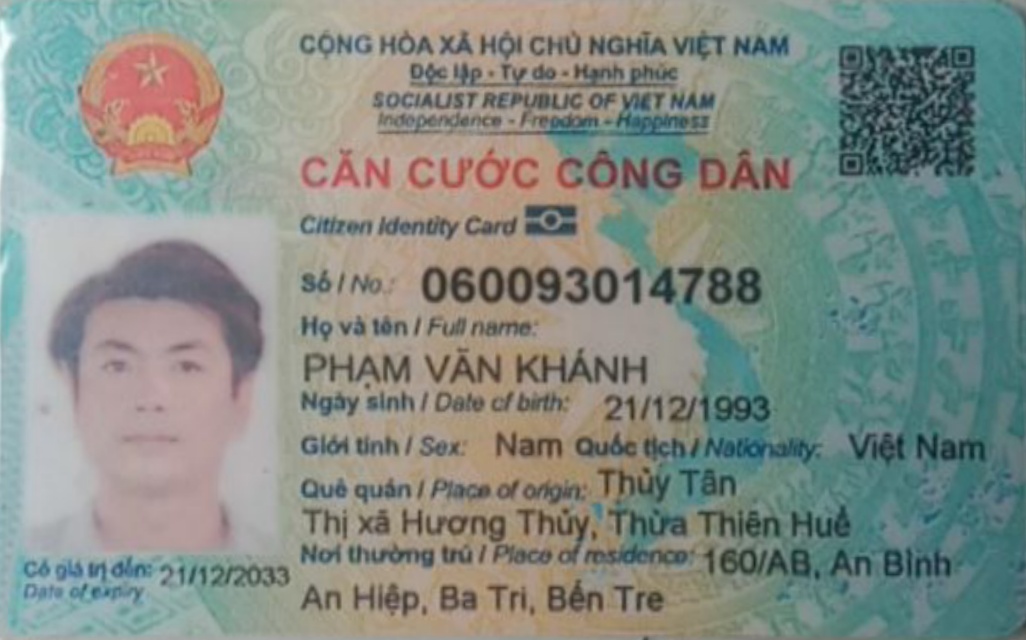 CỘNG HÒA XÃ HỘI CHỦ NGHĨA VIỆT NAM
Độc lập - Tự do - Hạnh phúc
SOCIALIST REPUBLIC OF VIET NAM
Independence - Freedom - Happiness
CĂN CƯỚC CÔNG DÂN
Citizen Identity Card
Số / No.: 060093014788
Họ và tên / Full name:
PHẠM VĂN KHÁNH
Ngày sinh / Date of birth: 21/12/1993
Giới tính / Sex: Nam Quốc tịch / Nationality: Việt Nam
Quê quán / Place of origin: Thủy Tân
Thị xã Hương Thủy, Thừa Thiên Huế
Nơi thường trú / Place of residence: 160/AB, An Bình
An Hiệp, Ba Tri, Bến Tre
Có giá trị đến: 21/12/2033
Date of expiry